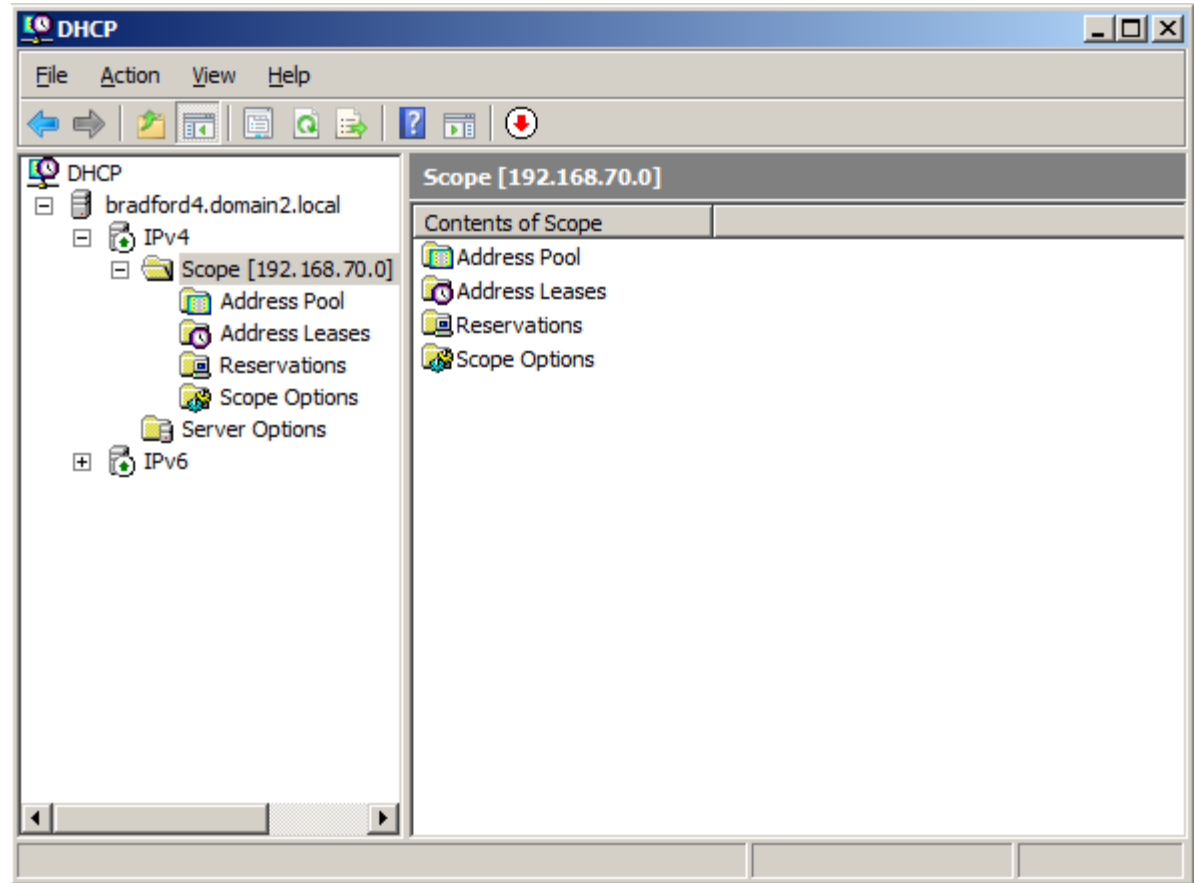 DHCP
File Action View Help
DHCP
bradford4.domain2.local
IPv4
Scope [192.168.70.0]
Address Pool
Address Leases
Reservations
Scope Options
Server Options
IPv6
Scope [192.168.70.0]
Contents of Scope
Address Pool
Address Leases
Reservations
Scope Options